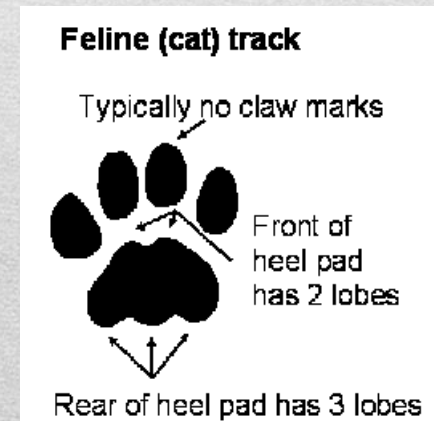 Feline (cat) track
Typically no claw marks
Front of
heel pad
has 2 lobes
Rear of heel pad has 3 lobes